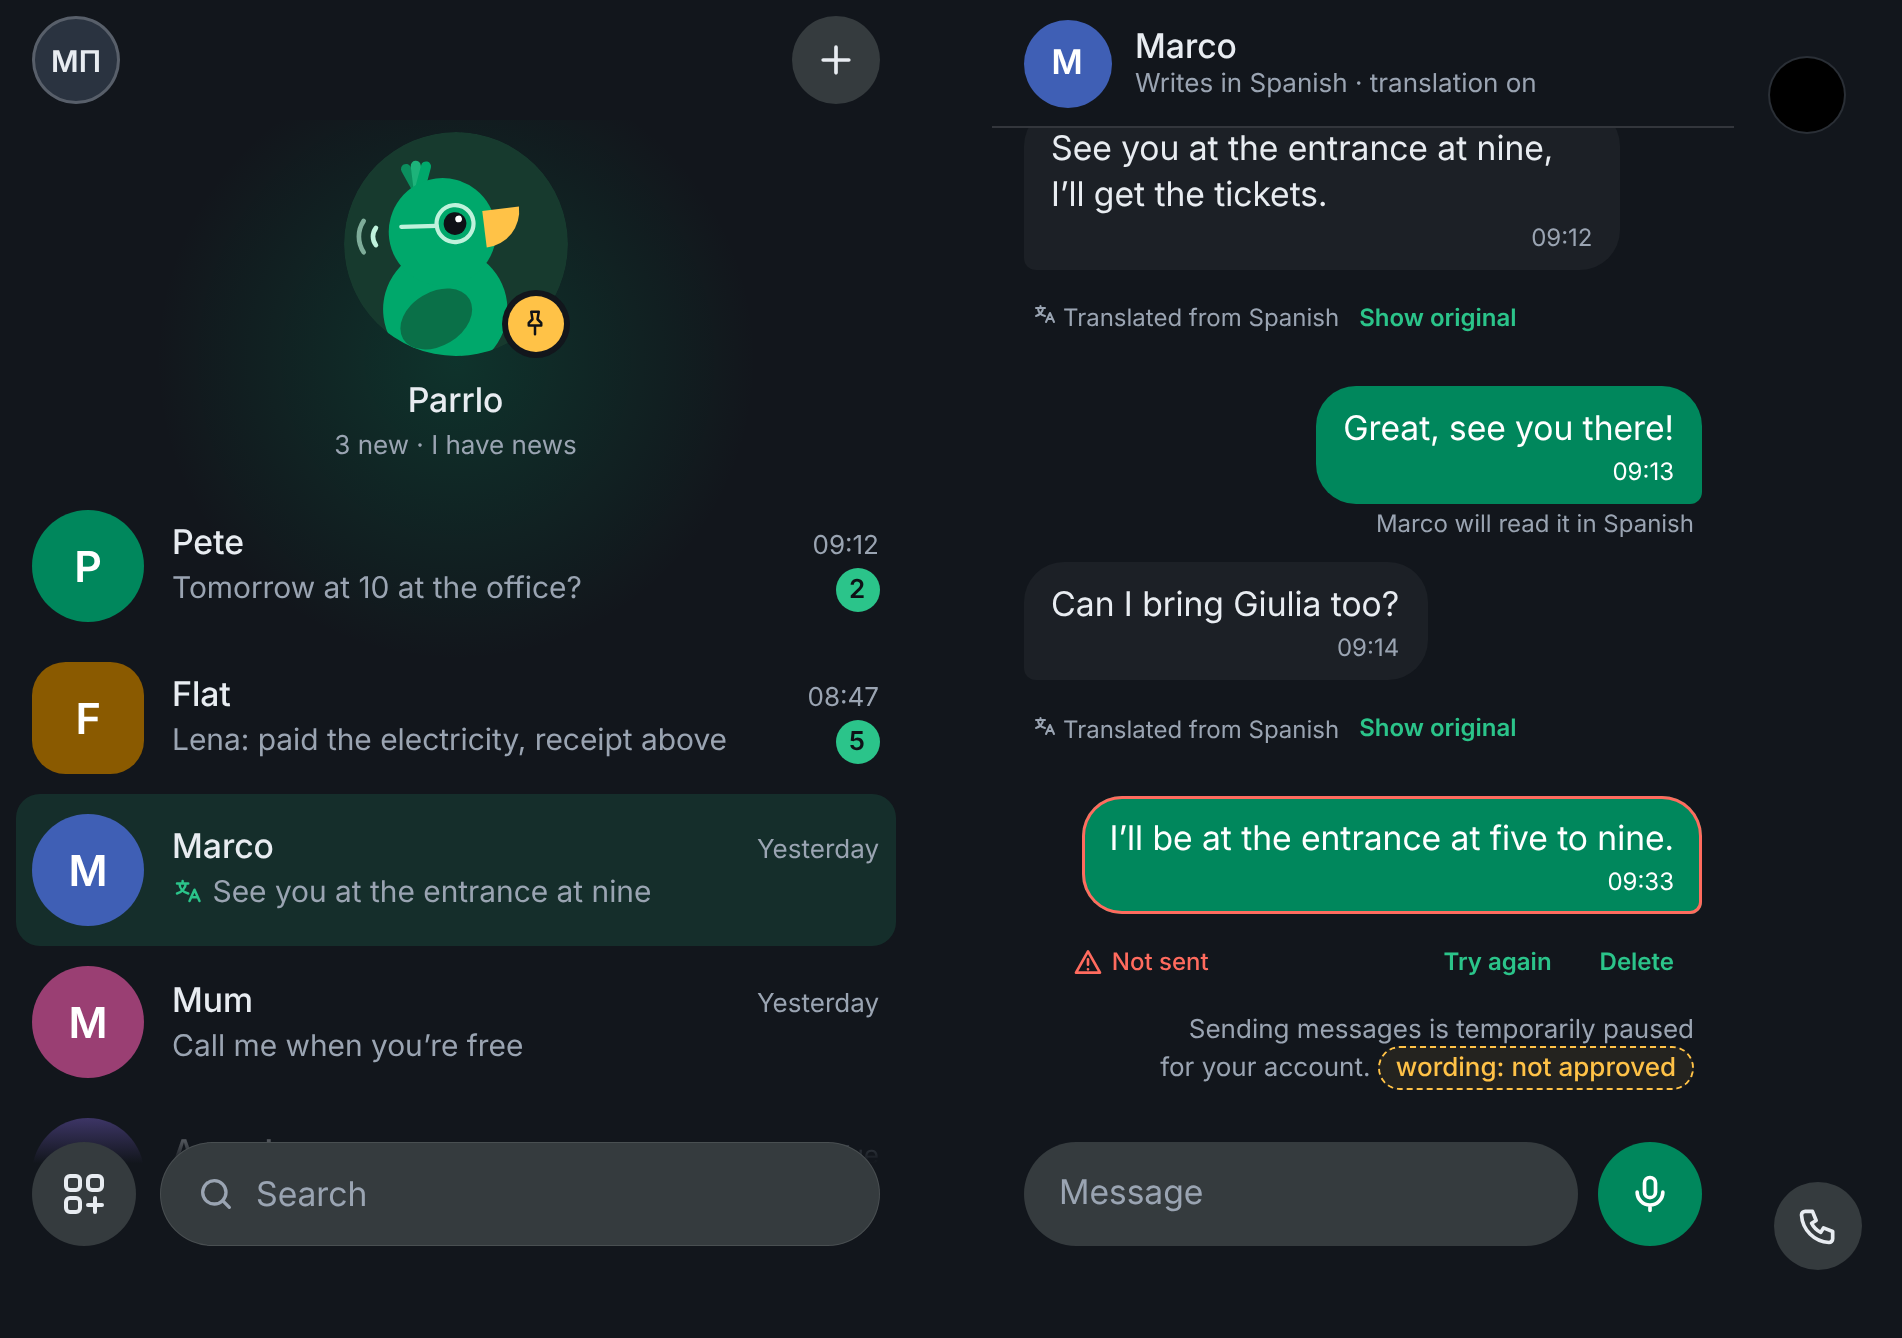 МП
Parrlo
3 new · I have news
P
Pete
09:12
Tomorrow at 10 at the office?
2
F
Flat
08:47
Lena: paid the electricity, receipt above
5
M
Marco
Yesterday
See you at the entrance at nine
M
Mum
Yesterday
Call me when you’re free
Search
M
Marco
Writes in Spanish · translation on
See you at the entrance at nine,
I’ll get the tickets.
09:12
Translated from Spanish Show original
Great, see you there!
09:13
Marco will read it in Spanish
Can I bring Giulia too?
09:14
Translated from Spanish Show original
I’ll be at the entrance at five to nine.
09:33
Not sent Try again Delete
Sending messages is temporarily paused
for your account. wording: not approved
Message